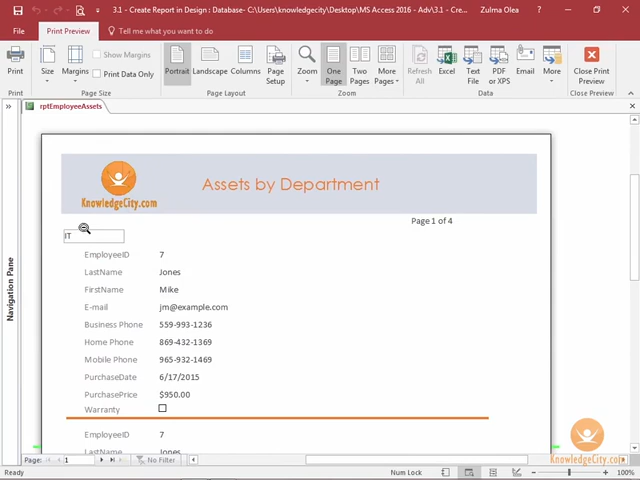 3.1 - Create Report in Design : Database- C:\Users\knowledgecity\Desktop\MS Access 2016 - Adv\3.1 - Crea... Zulma Olea
File Print Preview Tell me what you want to do
Show Margins
Print Data Only
Print Size Margins Portrait Landscape Columns Page Setup Zoom One Page Two Pages More Pages Refresh All Excel Text File PDF or XPS Email More Close Print Preview
Print Page Size Page Layout Zoom Data Close Preview
rptEmployeeAssets
Navigation Pane
KnowledgeCity.com
Assets by Department
Page 1 of 4
IT
EmployeeID 7
LastName Jones
FirstName Mike
E-mail jm@example.com
Business Phone 559-993-1236
Home Phone 869-432-1369
Mobile Phone 965-932-1469
PurchaseDate 6/17/2015
PurchasePrice $950.00
Warranty
EmployeeID 7
LastName Jones
KnowledgeCity.com
Page: 1 No Filter
Ready Num Lock 100%